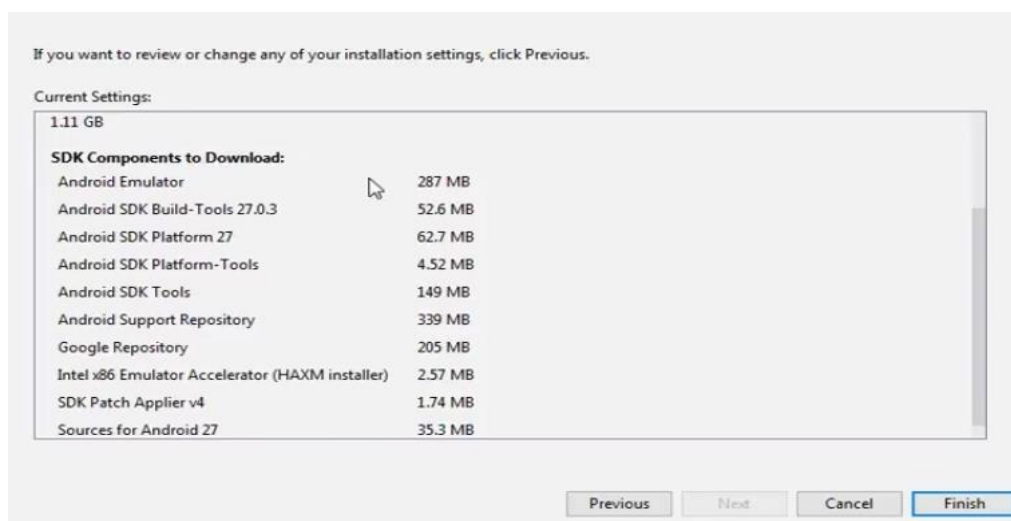 If you want to review or change any of your installation settings, click Previous.
Current Settings:
1.11 GB
SDK Components to Download:
Android Emulator 287 MB
Android SDK Build-Tools 27.0.3 52.6 MB
Android SDK Platform 27 62.7 MB
Android SDK Platform-Tools 4.52 MB
Android SDK Tools 149 MB
Android Support Repository 339 MB
Google Repository 205 MB
Intel x86 Emulator Accelerator (HAXM installer) 2.57 MB
SDK Patch Applier v4 1.74 MB
Sources for Android 27 35.3 MB
Previous Next Cancel Finish